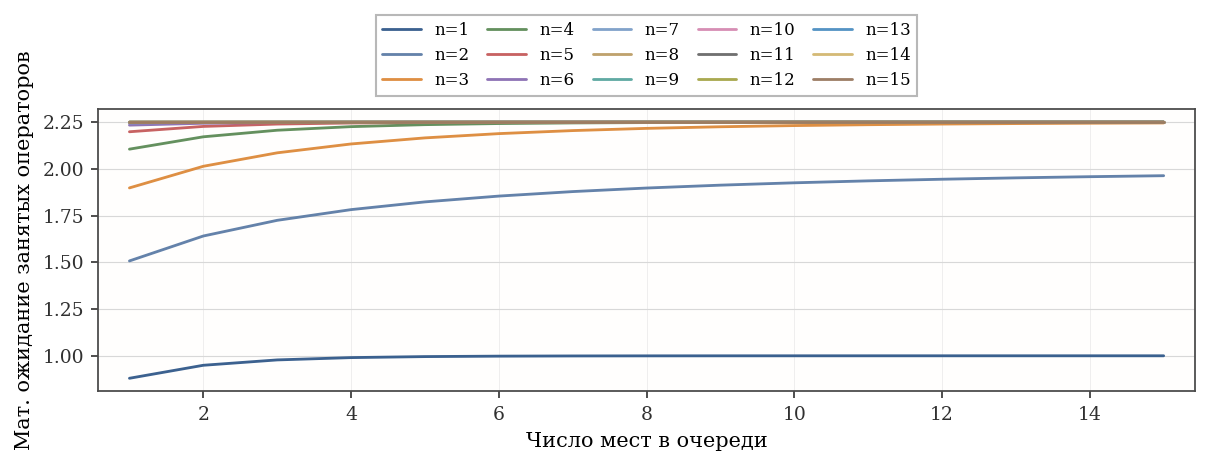 n=1 n=4 n=7 n=10 n=13
n=2 n=5 n=8 n=11 n=14
n=3 n=6 n=9 n=12 n=15
Мат. ожидание занятых операторов
2.25
2.00
1.75
1.50
1.25
1.00
2 4 6 8 10 12 14
Число мест в очереди